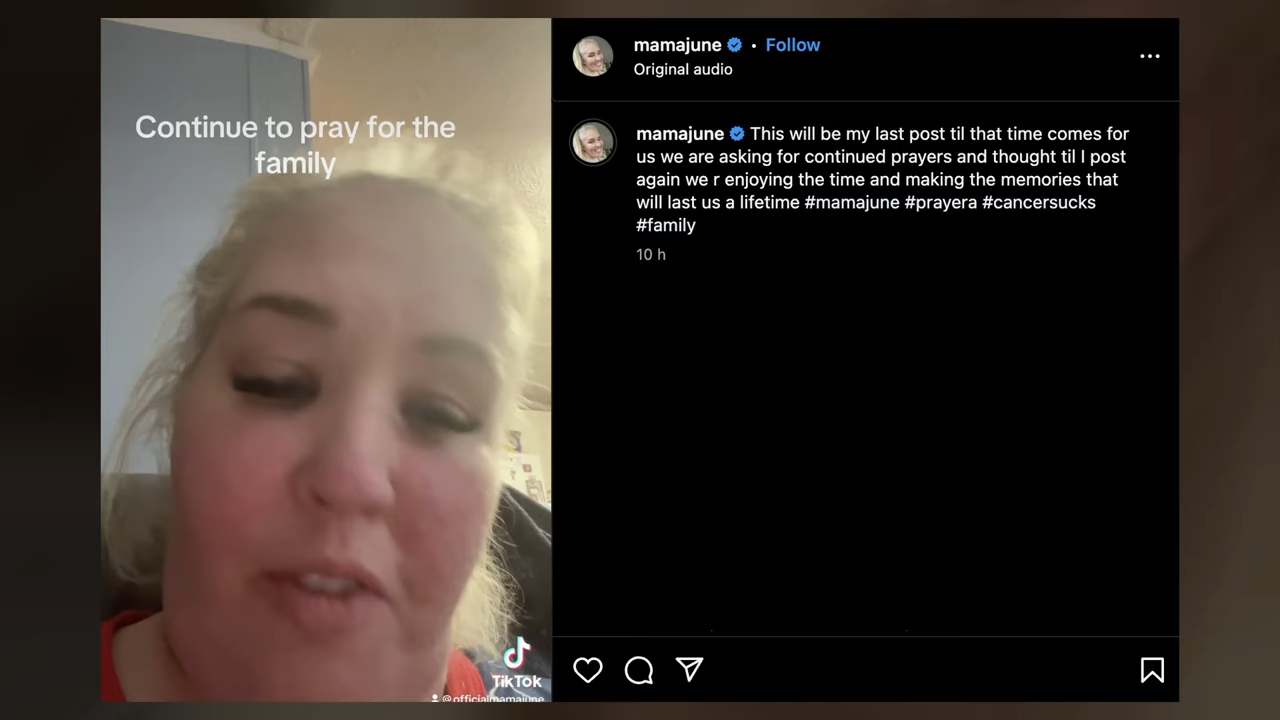 Continue to pray for the
family
TikTok
@officialmamajune
mamajune • Follow
Original audio
mamajune This will be my last post til that time comes for
us we are asking for continued prayers and thought til I post
again we r enjoying the time and making the memories that
will last us a lifetime #mamajune #prayera #cancersucks
#family
10 h